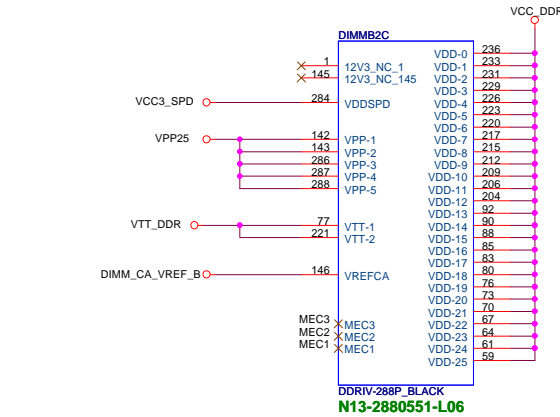 VCC_DDR
DIMMB2C
1 12V3_NC_1
145 12V3_NC_145
VCC3_SPD 284 VDDSPD
VPP25 142 VPP-1
143 VPP-2
286 VPP-3
287 VPP-4
288 VPP-5
VTT_DDR 77 VTT-1
221 VTT-2
DIMM_CA_VREF_B 146 VREFCA
MEC3 MEC3
MEC2 MEC2
MEC1 MEC1
VDD-0 236
VDD-1 233
VDD-2 231
VDD-3 229
VDD-4 226
VDD-5 223
VDD-6 220
VDD-7 217
VDD-8 215
VDD-9 212
VDD-10 209
VDD-11 206
VDD-12 204
VDD-13 92
VDD-14 90
VDD-15 88
VDD-16 85
VDD-17 83
VDD-18 80
VDD-19 76
VDD-20 73
VDD-21 70
VDD-22 67
VDD-23 64
VDD-24 61
VDD-25 59
DDRIV-288P_BLACK
N13-2880551-L06